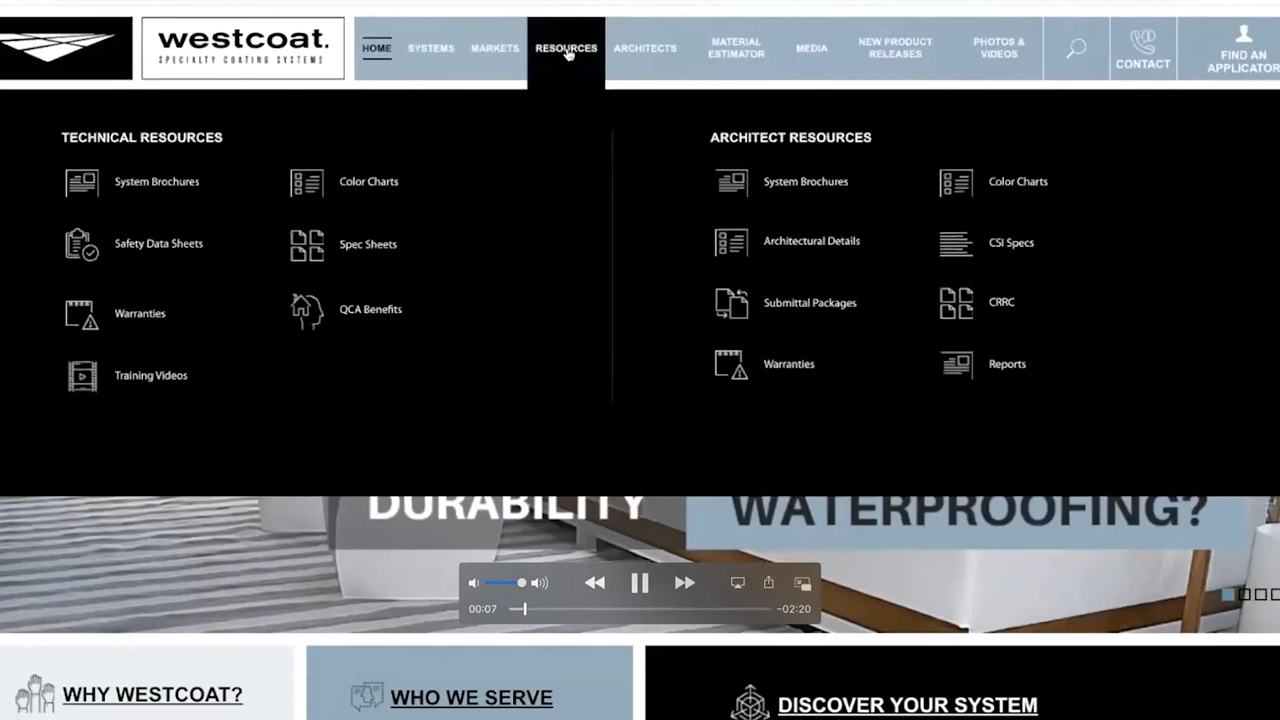 westcoat.
SPECIALTY COATING SYSTEMS
HOME
SYSTEMS
MARKETS
RESOURCES
ARCHITECTS
MATERIAL
ESTIMATOR
MEDIA
NEW PRODUCT
RELEASES
PHOTOS &
VIDEOS
CONTACT
FIND AN
APPLICATOR
TECHNICAL RESOURCES
System Brochures
Color Charts
Safety Data Sheets
Spec Sheets
Warranties
QCA Benefits
Training Videos
ARCHITECT RESOURCES
System Brochures
Color Charts
Architectural Details
CSI Specs
Submittal Packages
CRRC
Warranties
Reports
DURABILITY
WATERPROOFING?
00:07
-02:20
WHY WESTCOAT?
WHO WE SERVE
DISCOVER YOUR SYSTEM